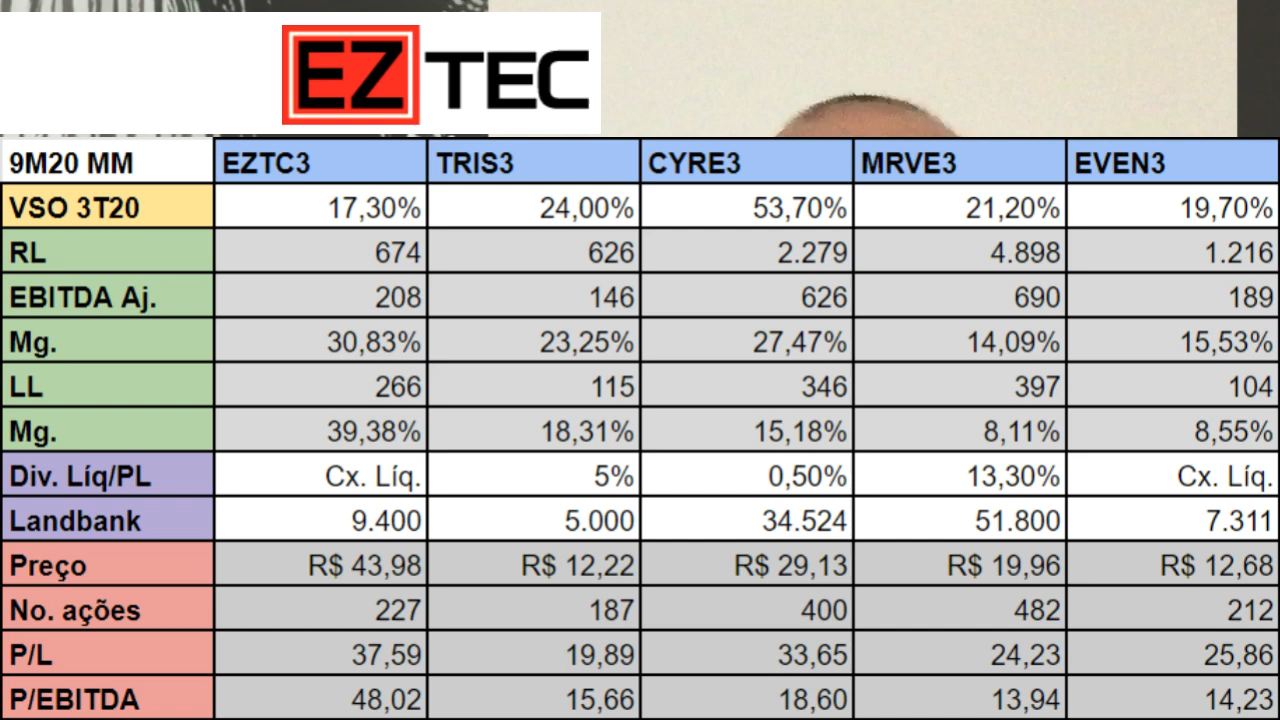 EZTEC
9M20 MM EZTC3 TRIS3 CYRE3 MRVE3 EVEN3
VSO 3T20 17,30% 24,00% 53,70% 21,20% 19,70%
RL 674 626 2.279 4.898 1.216
EBITDA Aj. 208 146 626 690 189
Mg. 30,83% 23,25% 27,47% 14,09% 15,53%
LL 266 115 346 397 104
Mg. 39,38% 18,31% 15,18% 8,11% 8,55%
Div. Líq/PL Cx. Líq. 5% 0,50% 13,30% Cx. Líq.
Landbank 9.400 5.000 34.524 51.800 7.311
Preço R$ 43,98 R$ 12,22 R$ 29,13 R$ 19,96 R$ 12,68
No. ações 227 187 400 482 212
P/L 37,59 19,89 33,65 24,23 25,86
P/EBITDA 48,02 15,66 18,60 13,94 14,23